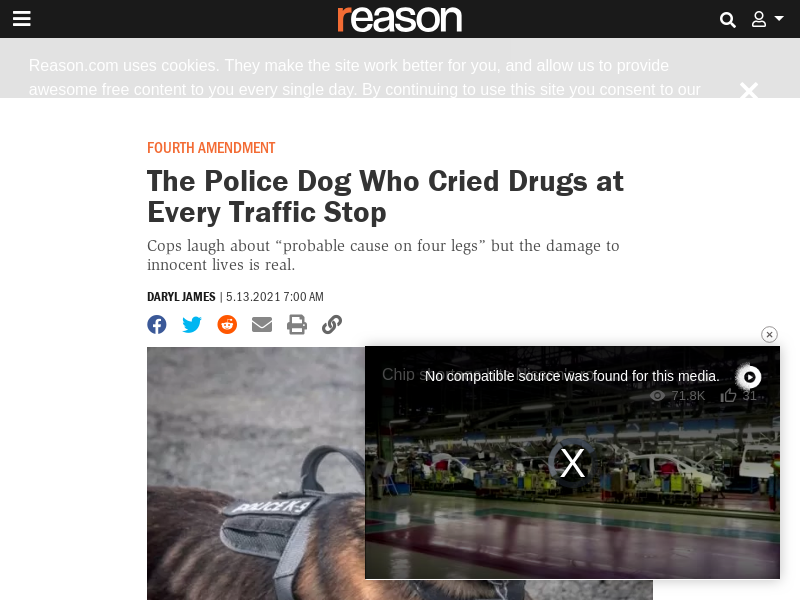 reason
Reason.com uses cookies. They make the site work better for you, and allow us to provide
awesome free content to you every single day. By continuing to use this site you consent to our
FOURTH AMENDMENT
The Police Dog Who Cried Drugs at
Every Traffic Stop
Cops laugh about “probable cause on four legs” but the damage to
innocent lives is real.
DARYL JAMES | 5.13.2021 7:00 AM
Chip
No compatible source was found for this media.
71.8K 31
X
POLICE K-9